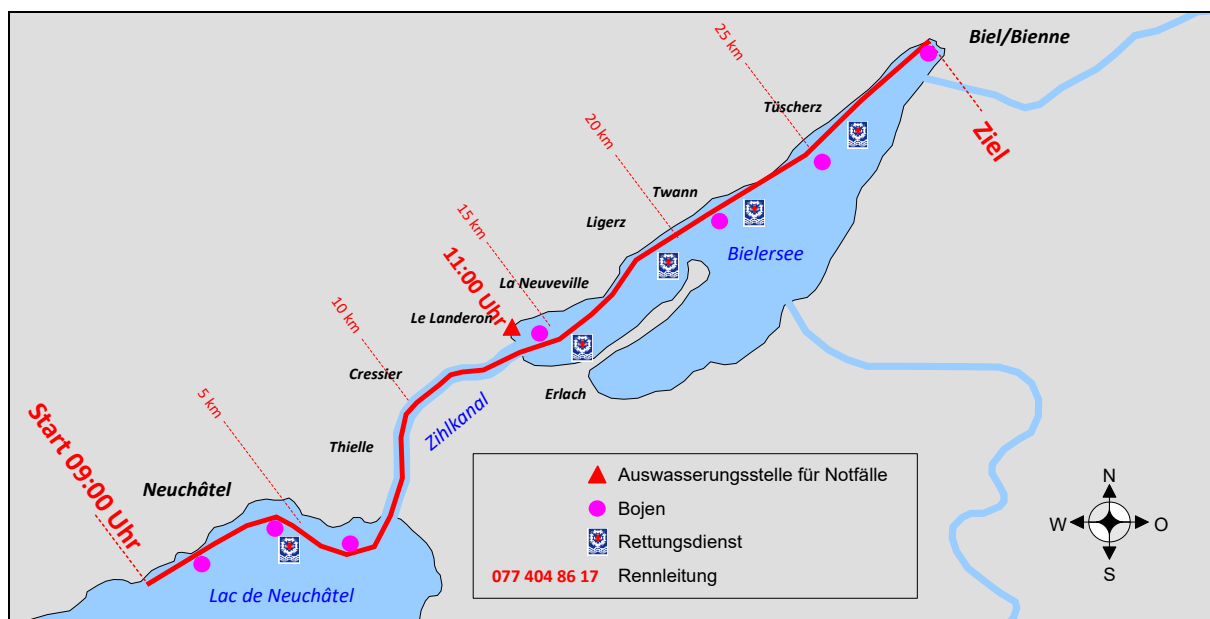 Biel/Bienne
25 km
Tüscherz
Ziel
20 km
Twann
Ligerz
Bielersee
15 km
11:00 Uhr
La Neuveville
Le Landeron
10 km
Cressier
Erlach
Zihlkanal
5 km
Thielle
Start 09:00 Uhr
Neuchâtel
Lac de Neuchâtel
Auswasserungsstelle für Notfälle
Bojen
Rettungsdienst
077 404 86 17 Rennleitung
N
W O
S